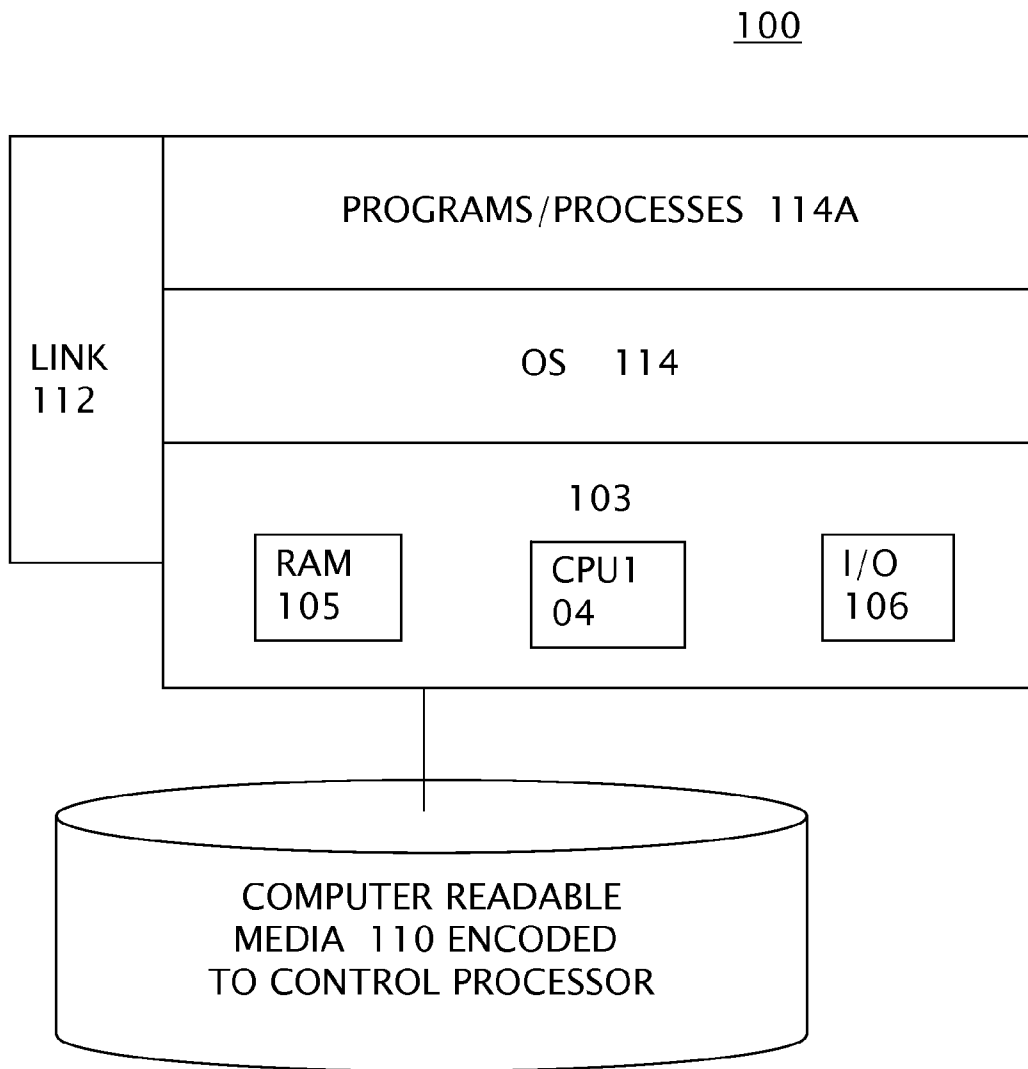 100
PROGRAMS/PROCESSES 114A
LINK
112
OS 114
103
RAM
105
CPU1
04
I/O
106
COMPUTER READABLE
MEDIA 110 ENCODED
TO CONTROL PROCESSOR